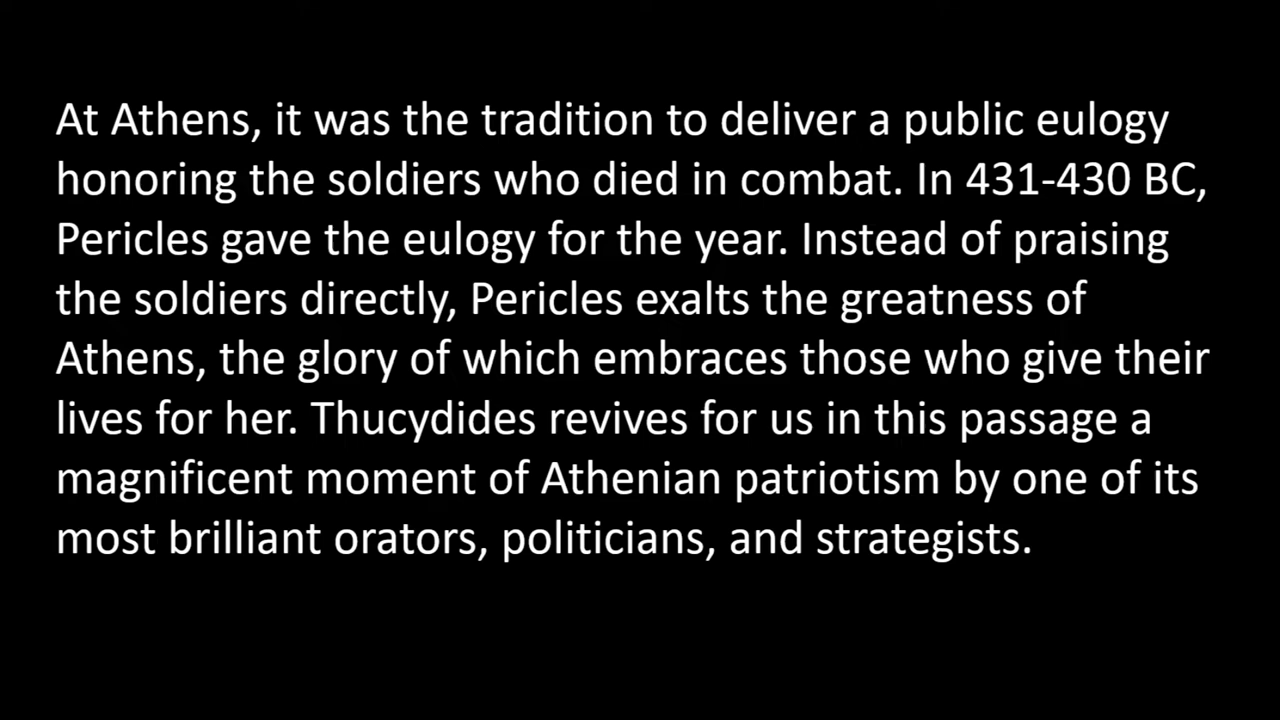 At Athens, it was the tradition to deliver a public eulogy
honoring the soldiers who died in combat. In 431-430 BC,
Pericles gave the eulogy for the year. Instead of praising
the soldiers directly, Pericles exalts the greatness of
Athens, the glory of which embraces those who give their
lives for her. Thucydides revives for us in this passage a
magnificent moment of Athenian patriotism by one of its
most brilliant orators, politicians, and strategists.